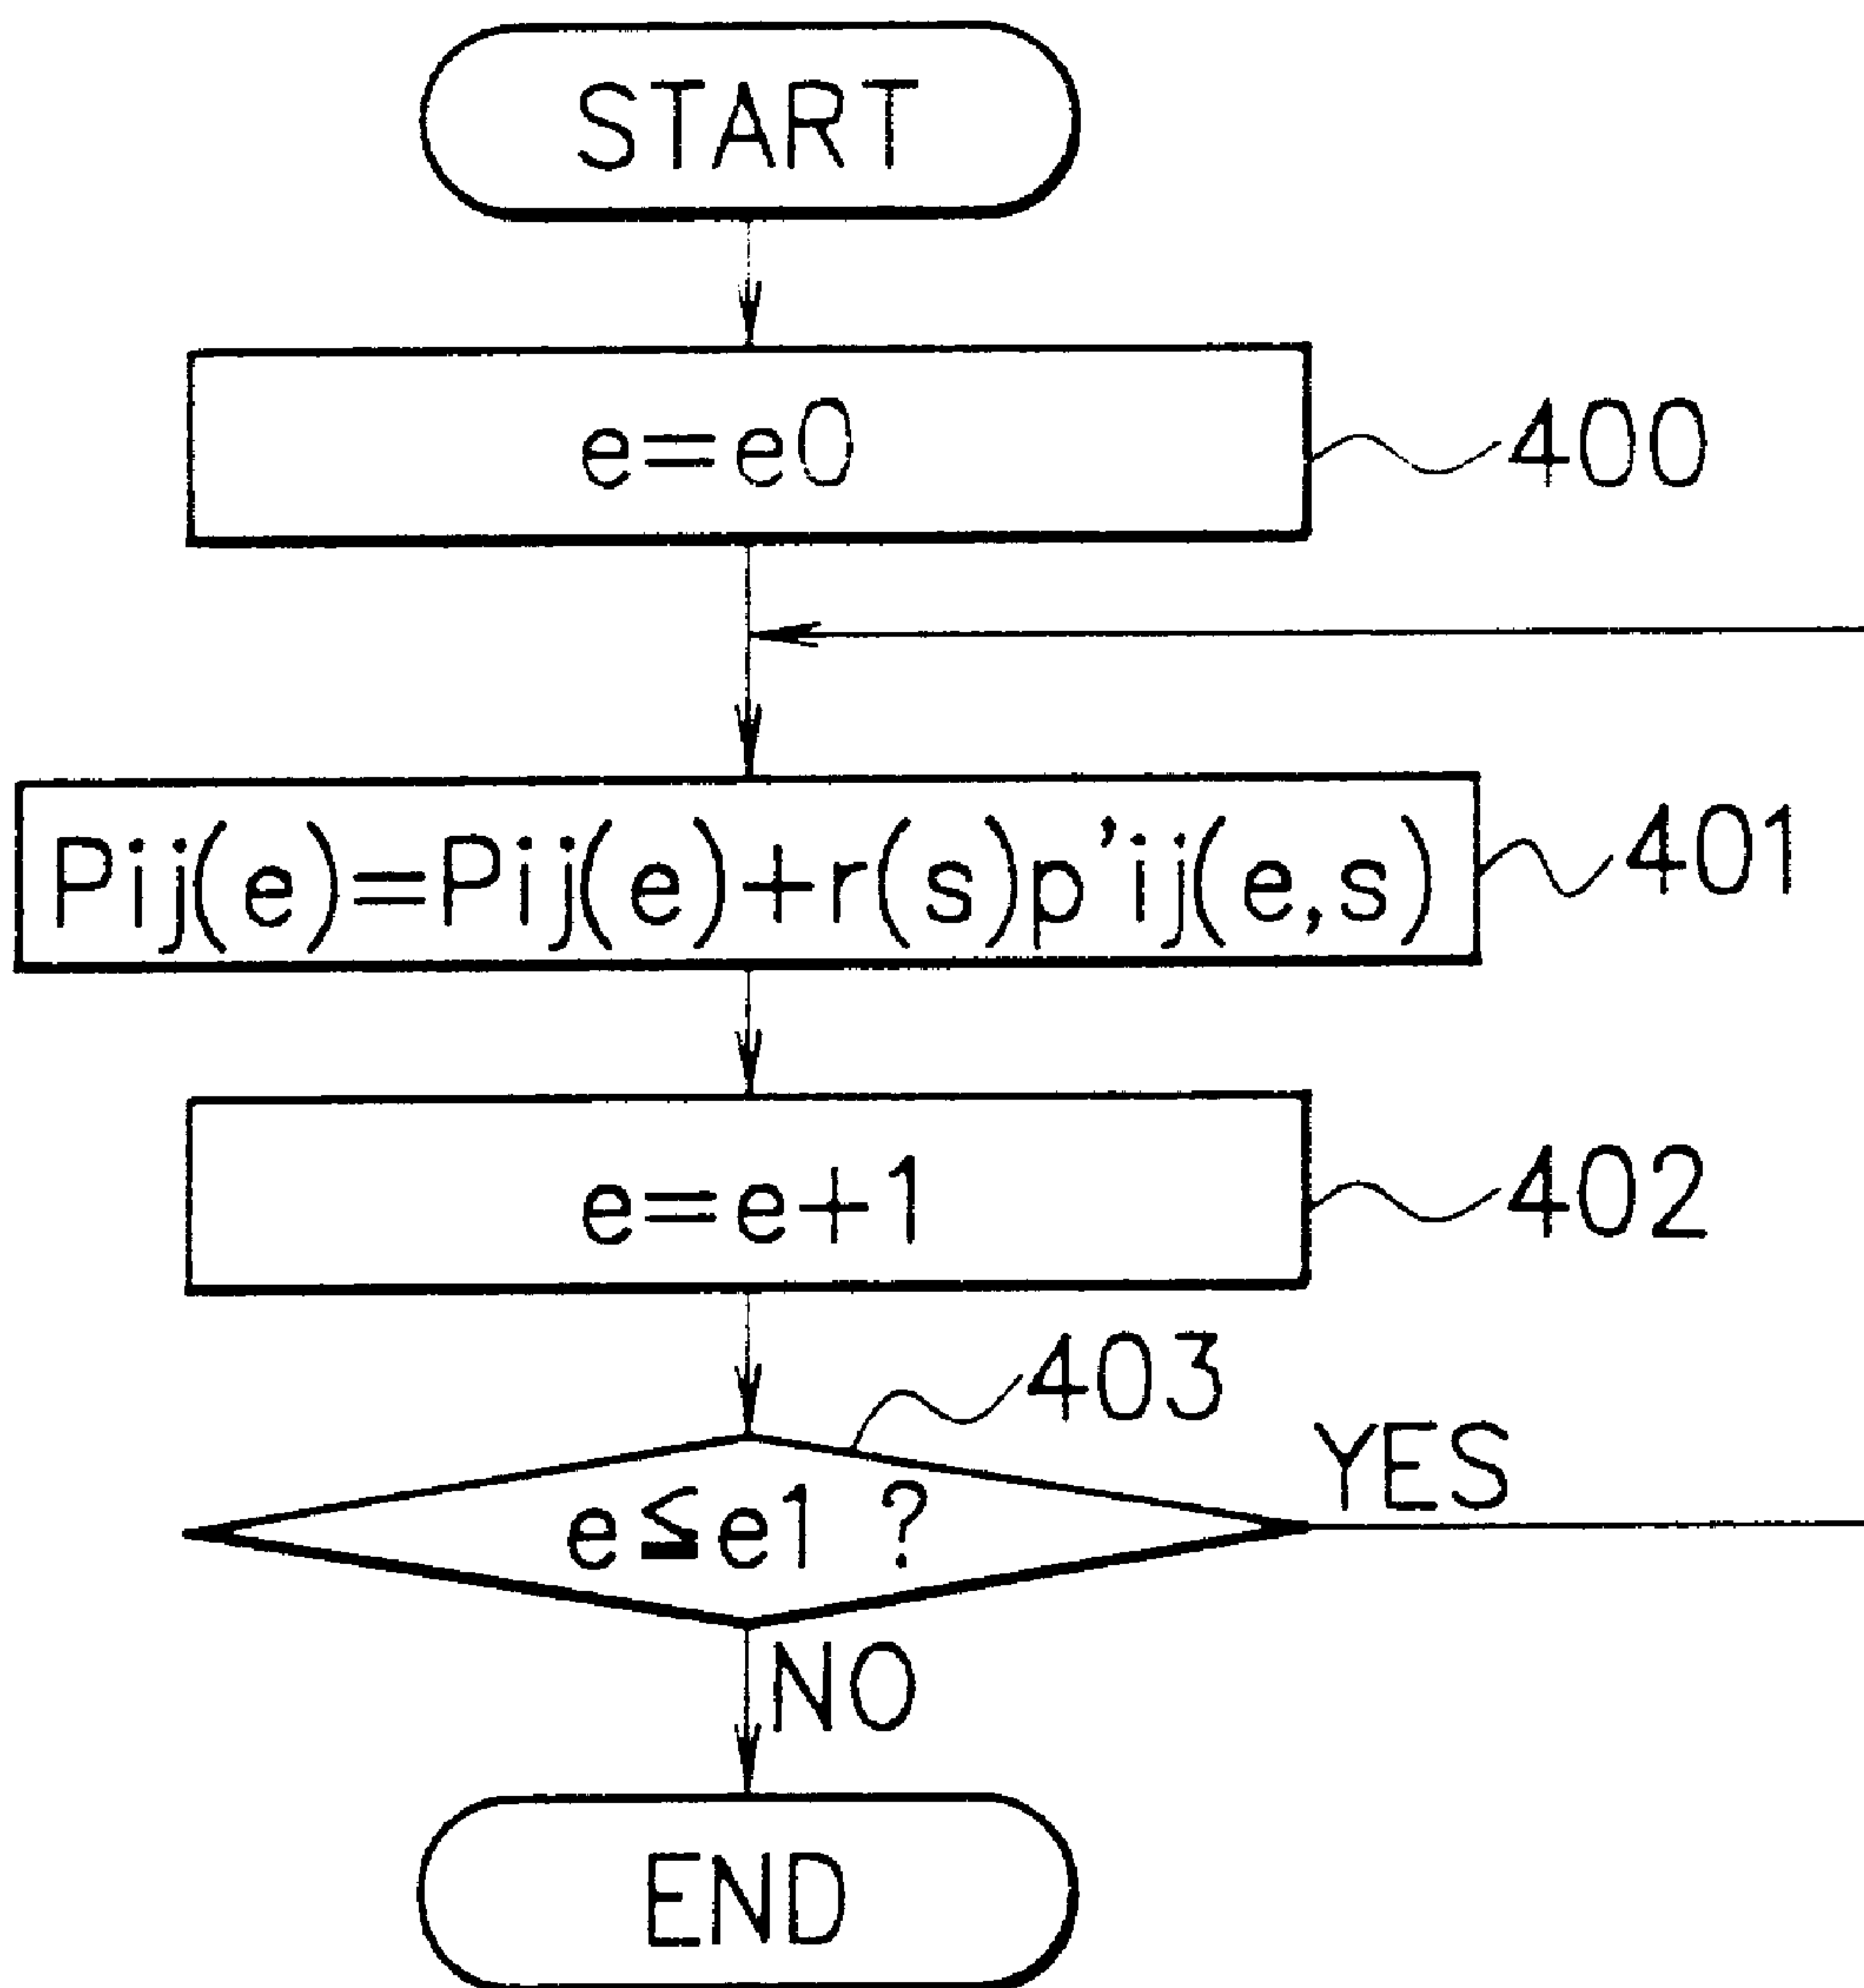 START
e=e0
400
Pij(e)=Pij(e)+r(s)p'ij(e,s)
401
e=e+1
402
403
e≦e1 ?
YES
NO
END